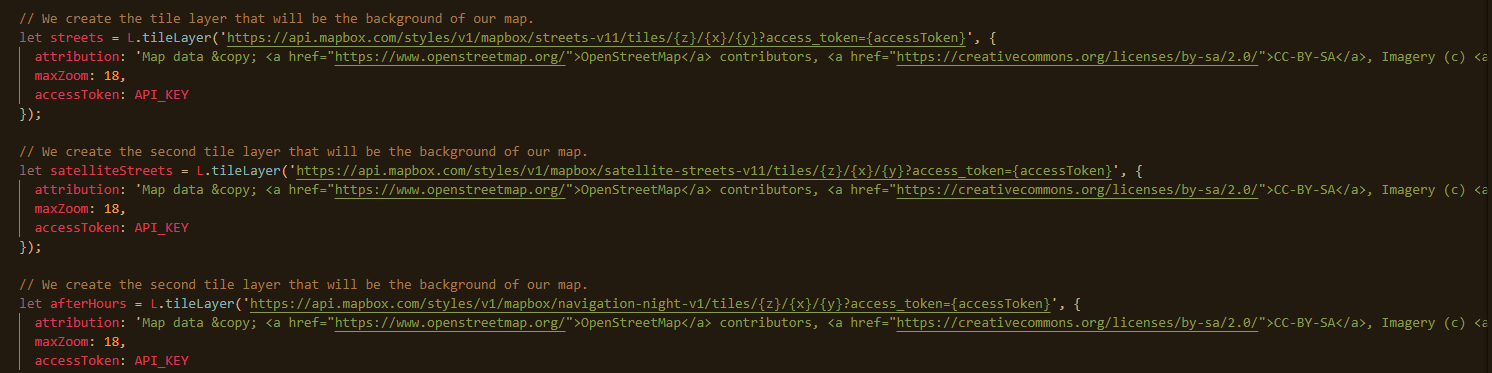 // We create the tile layer that will be the background of our map.
let streets = L.tileLayer('https://api.mapbox.com/styles/v1/mapbox/streets-v11/tiles/{z}/{x}/{y}?access_token={accessToken}', {
  attribution: 'Map data &copy; <a href="https://www.openstreetmap.org/">OpenStreetMap</a> contributors, <a href="https://creativecommons.org/licenses/by-sa/2.0/">CC-BY-SA</a>, Imagery (c) <a
  maxZoom: 18,
  accessToken: API_KEY
});
// We create the second tile layer that will be the background of our map.
let satelliteStreets = L.tileLayer('https://api.mapbox.com/styles/v1/mapbox/satellite-streets-v11/tiles/{z}/{x}/{y}?access_token={accessToken}', {
  attribution: 'Map data &copy; <a href="https://www.openstreetmap.org/">OpenStreetMap</a> contributors, <a href="https://creativecommons.org/licenses/by-sa/2.0/">CC-BY-SA</a>, Imagery (c) <a
  maxZoom: 18,
  accessToken: API_KEY
});
// We create the second tile layer that will be the background of our map.
let afterHours = L.tileLayer('https://api.mapbox.com/styles/v1/mapbox/navigation-night-v1/tiles/{z}/{x}/{y}?access_token={accessToken}', {
  attribution: 'Map data &copy; <a href="https://www.openstreetmap.org/">OpenStreetMap</a> contributors, <a href="https://creativecommons.org/licenses/by-sa/2.0/">CC-BY-SA</a>, Imagery (c) <a
  maxZoom: 18,
  accessToken: API_KEY